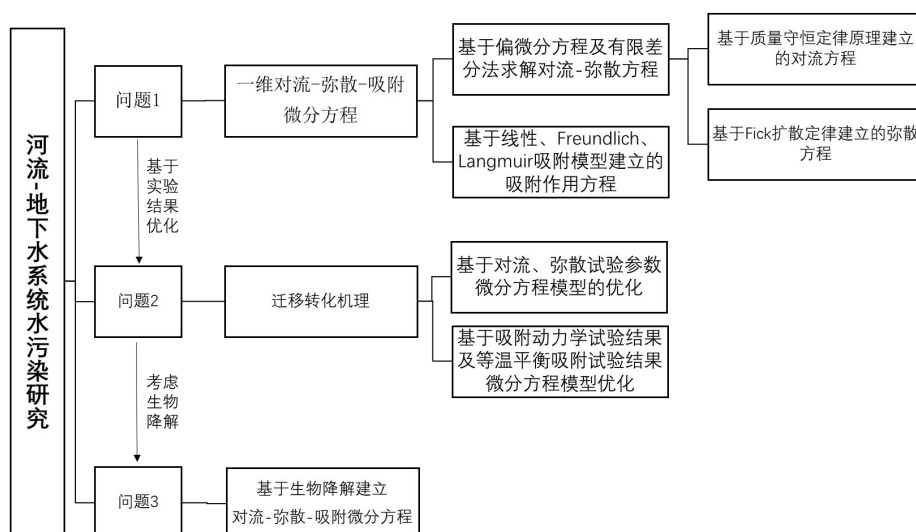 河流-地下水系统水污染研究
问题1
一维对流-弥散-吸附
微分方程
基于偏微分方程及有限差
分法求解对流-弥散方程
基于质量守恒定律原理建立
的对流方程
基于Fick扩散定律建立的弥散
方程
基于线性、Freundlich、
Langmuir吸附模型建立的
吸附作用方程
基于
实验
结果
优化
问题2
迁移转化机理
基于对流、弥散试验参数
微分方程模型的优化
基于吸附动力学试验结果
及等温平衡吸附试验结果
微分方程模型优化
考虑
生物
降解
问题3
基于生物降解建立
对流-弥散-吸附微分方程